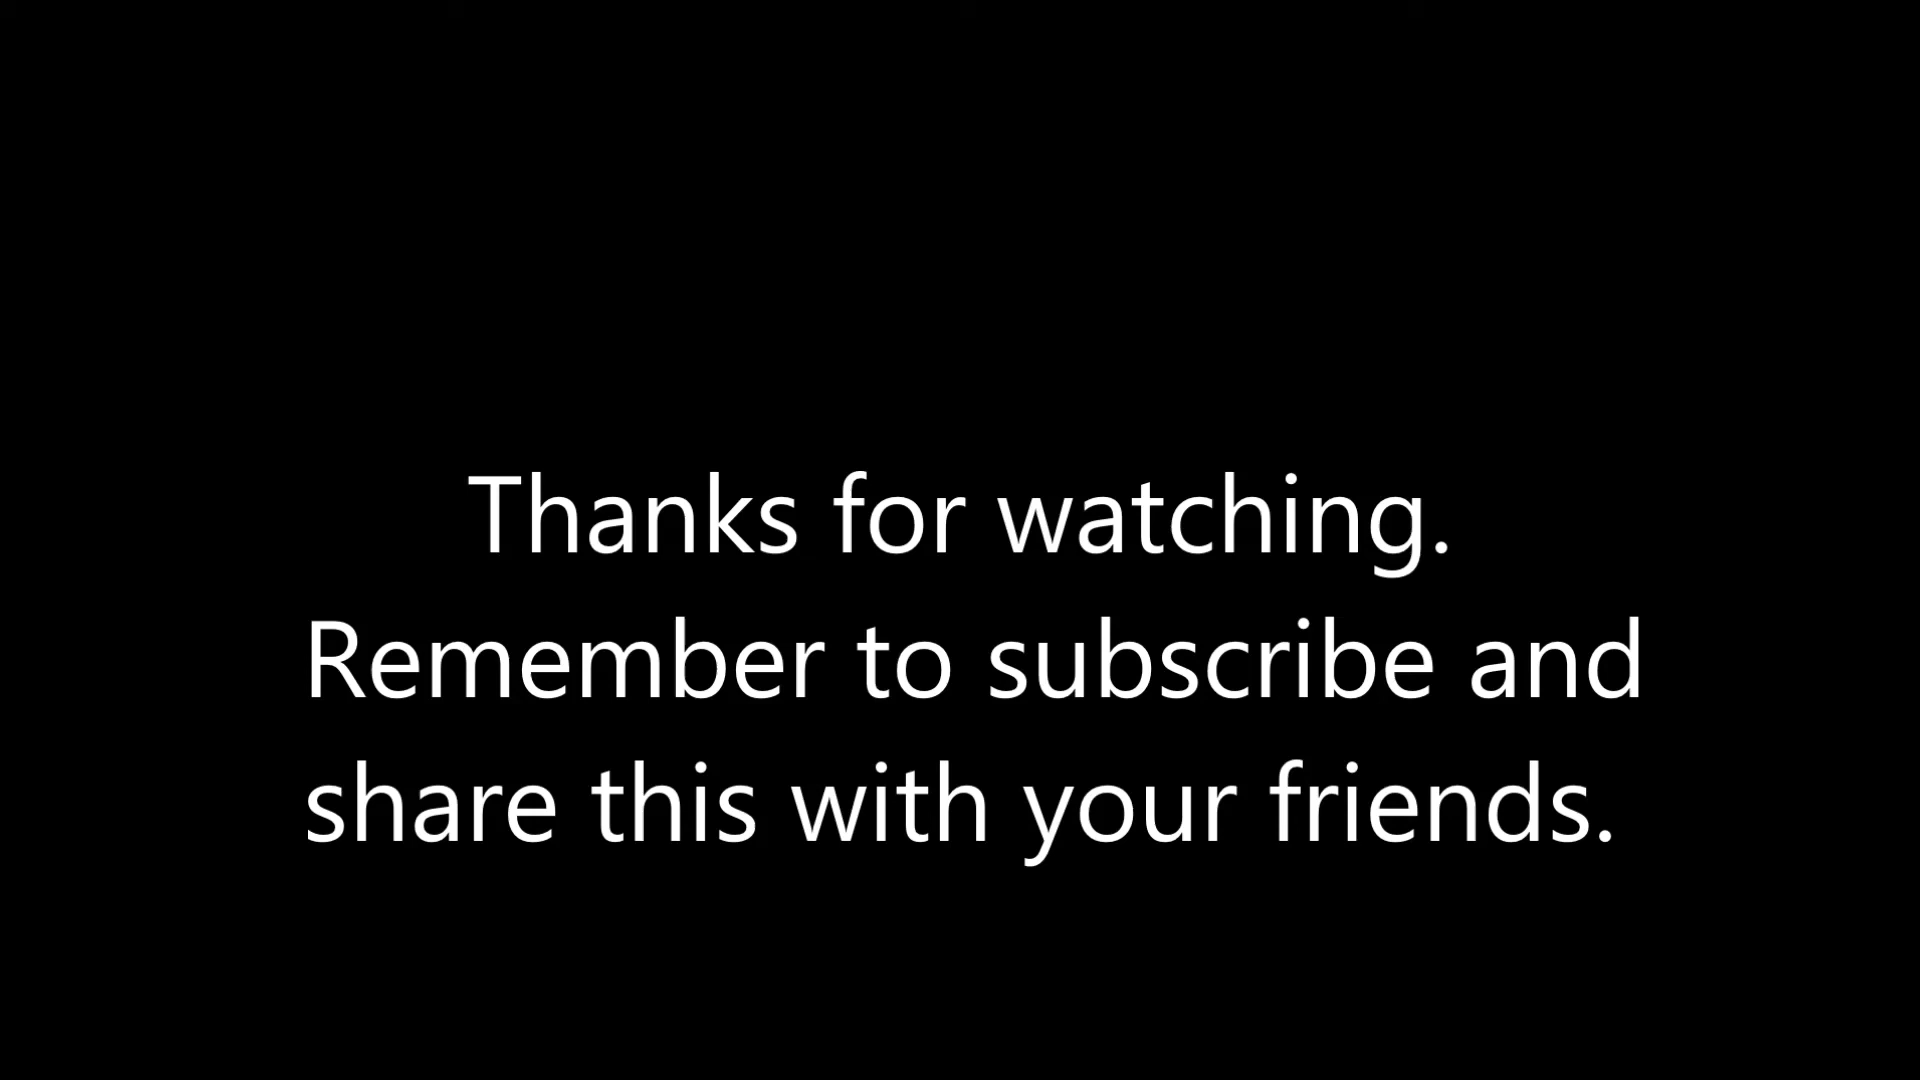 Thanks for watching.
Remember to subscribe and
share this with your friends.